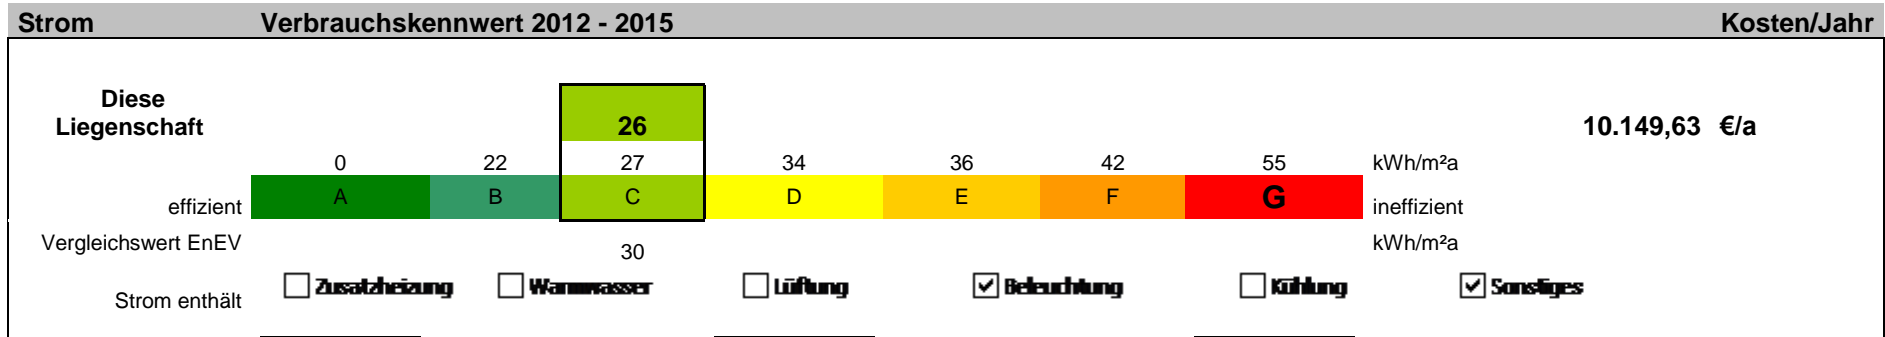 Strom Verbrauchskennwert 2012 - 2015 Kosten/Jahr
Diese
Liegenschaft 26 10.149,63 €/a
0 22 27 34 36 42 55 kWh/m²a
effizient A B C D E F G ineffizient
Vergleichswert EnEV 30 kWh/m²a
Strom enthält Zusatzheizung Warmwasser Lüftung Beleuchtung Kühlung Sonstiges